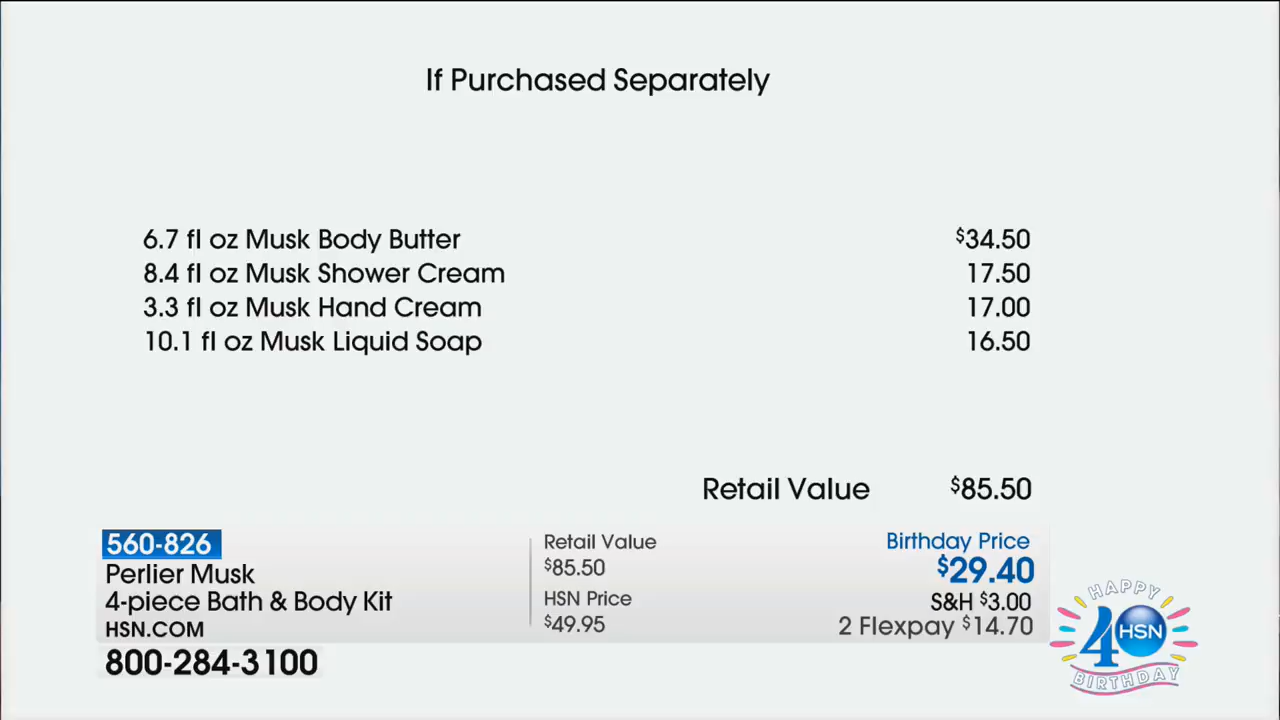 If Purchased Separately
6.7 fl oz Musk Body Butter $34.50
8.4 fl oz Musk Shower Cream 17.50
3.3 fl oz Musk Hand Cream 17.00
10.1 fl oz Musk Liquid Soap 16.50
Retail Value $85.50
560-826
Perlier Musk
4-piece Bath & Body Kit
HSN.COM
800-284-3100
Retail Value
$85.50
HSN Price
$49.95
Birthday Price
$29.40
S&H $3.00
2 Flexpay $14.70
HAPPY
40 HSN
BIRTHDAY